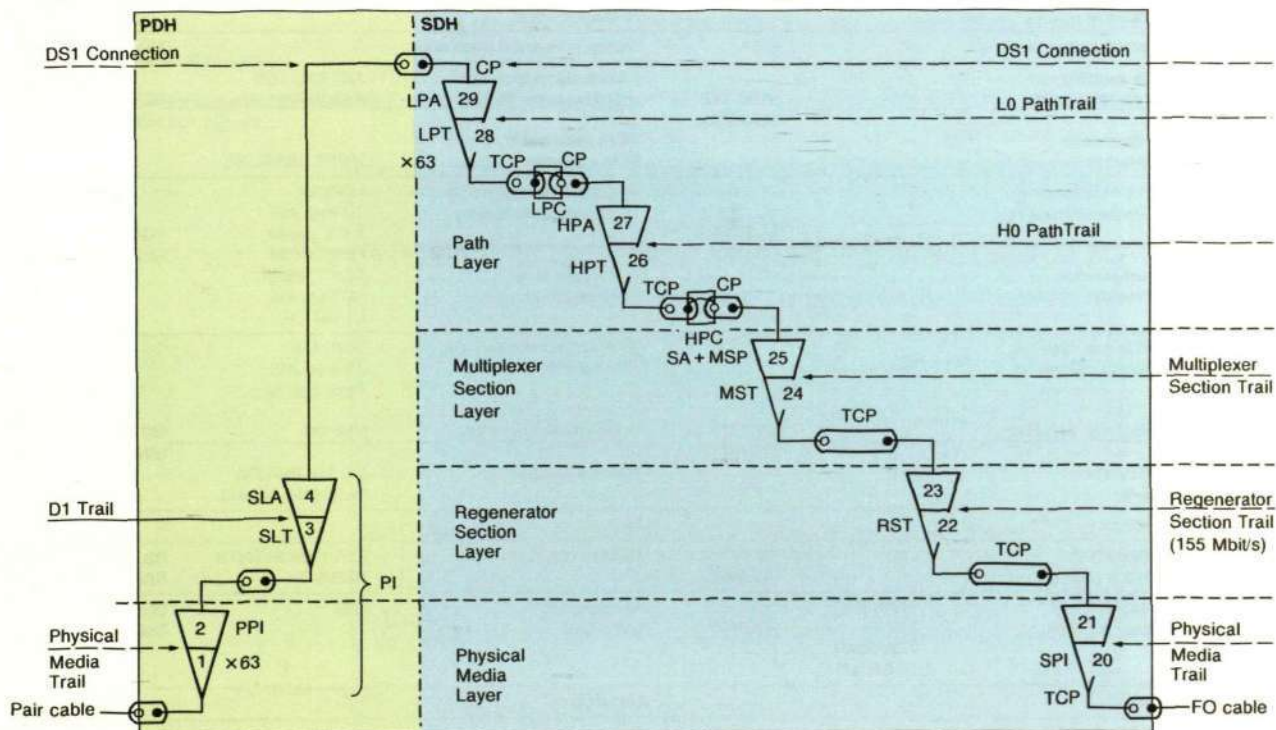 PDH
SDH
DS1 Connection
CP
DS1 Connection
29
LPA
LPT
28
L0 PathTrail
×63
TCP
CP
LPC
27
HPA
HPT
26
H0 PathTrail
Path
Layer
TCP
CP
HPC
SA + MSP
25
MST
24
Multiplexer
Section
Layer
Multiplexer
Section Trail
TCP
SLA
4
D1 Trail
SLT
3
PI
23
RST
22
Regenerator
Section
Layer
Regenerator
Section Trail
(155 Mbit/s)
TCP
2
PPI
1
×63
Physical
Media
Trail
Pair cable
Physical
Media
Layer
21
SPI
20
TCP
Physical
Media
Trail
FO cable